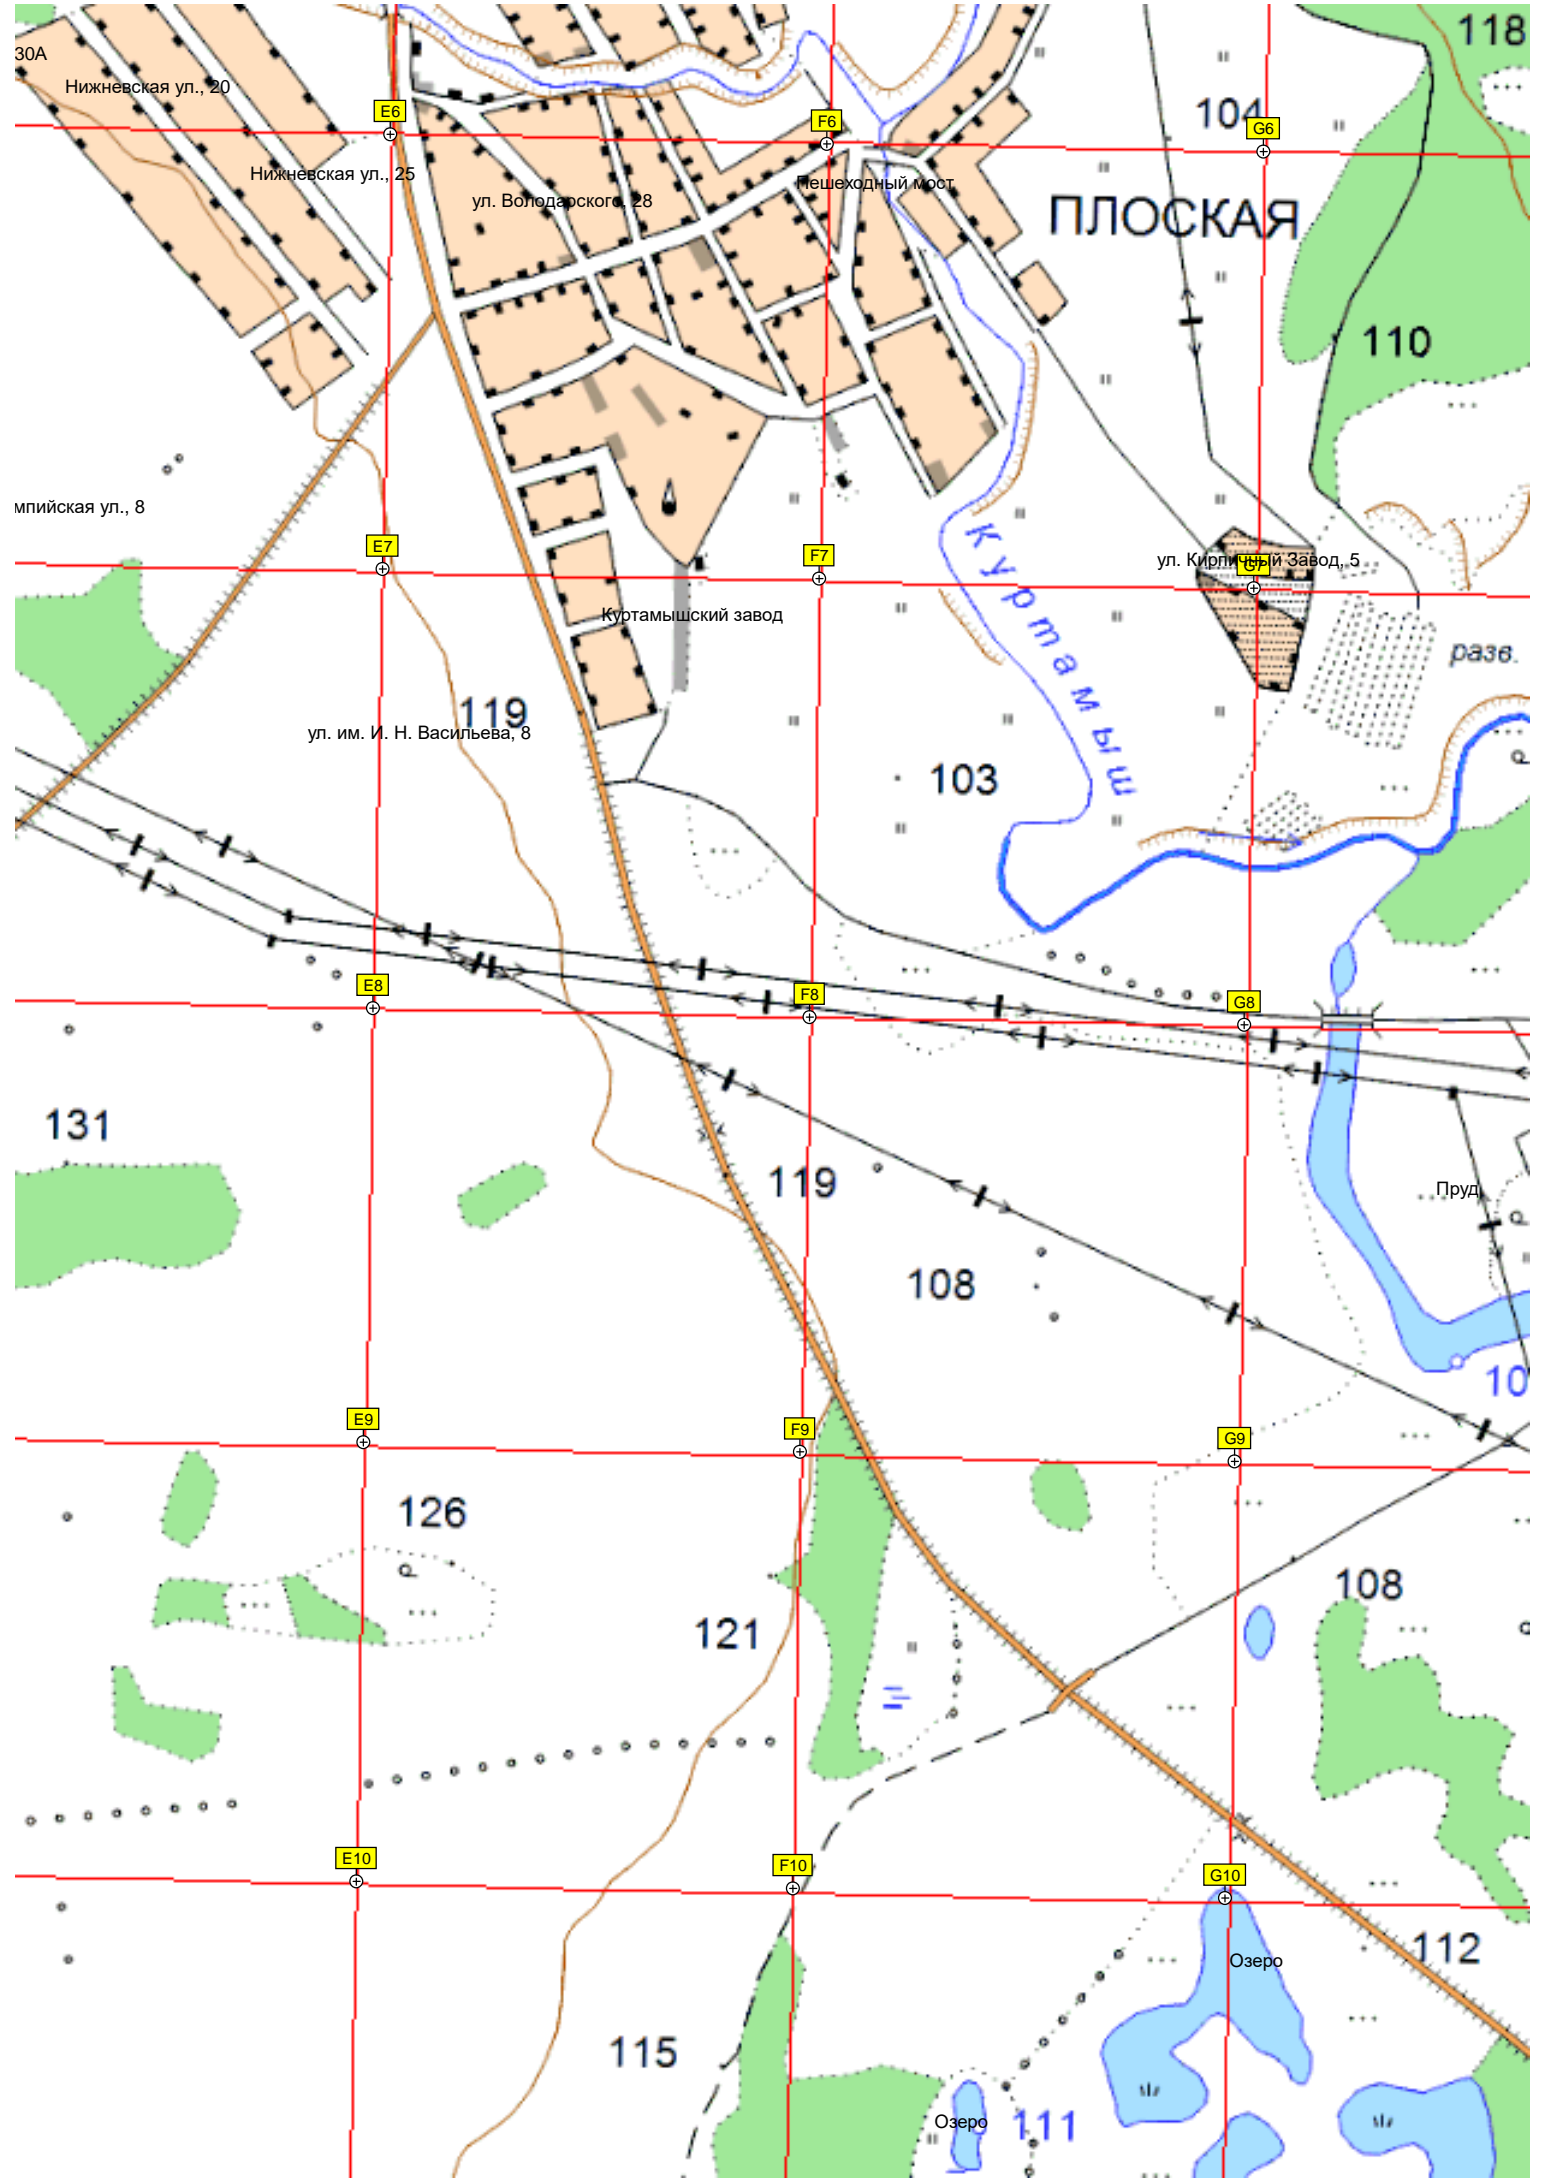 118
30А
Нижневская ул., 20
E6
F6
104
G6
Нижневская ул., 25
Пешеходный мост
ул. Володарского, 28
ПЛОСКАЯ
110
мпийская ул., 8
E7
F7
G7
ул. Кирпичный Завод, 5
Куртамыш
Куртамышский завод
разв.
119
ул. им. И. Н. Васильева, 8
103
E8
F8
G8
131
119
Пруд
108
10
E9
F9
G9
126
108
121
E10
F10
G10
112
Озеро
115
Озеро
111